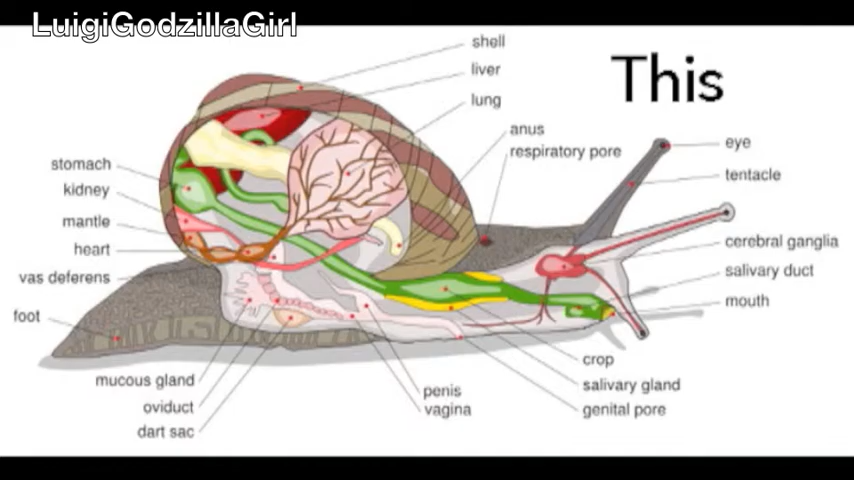 LuigiGodzillaGirl
This
shell
liver
lung
anus
respiratory pore
eye
tentacle
cerebral ganglia
salivary duct
mouth
stomach
kidney
mantle
heart
vas deferens
foot
mucous gland
oviduct
dart sac
penis
vagina
crop
salivary gland
genital pore